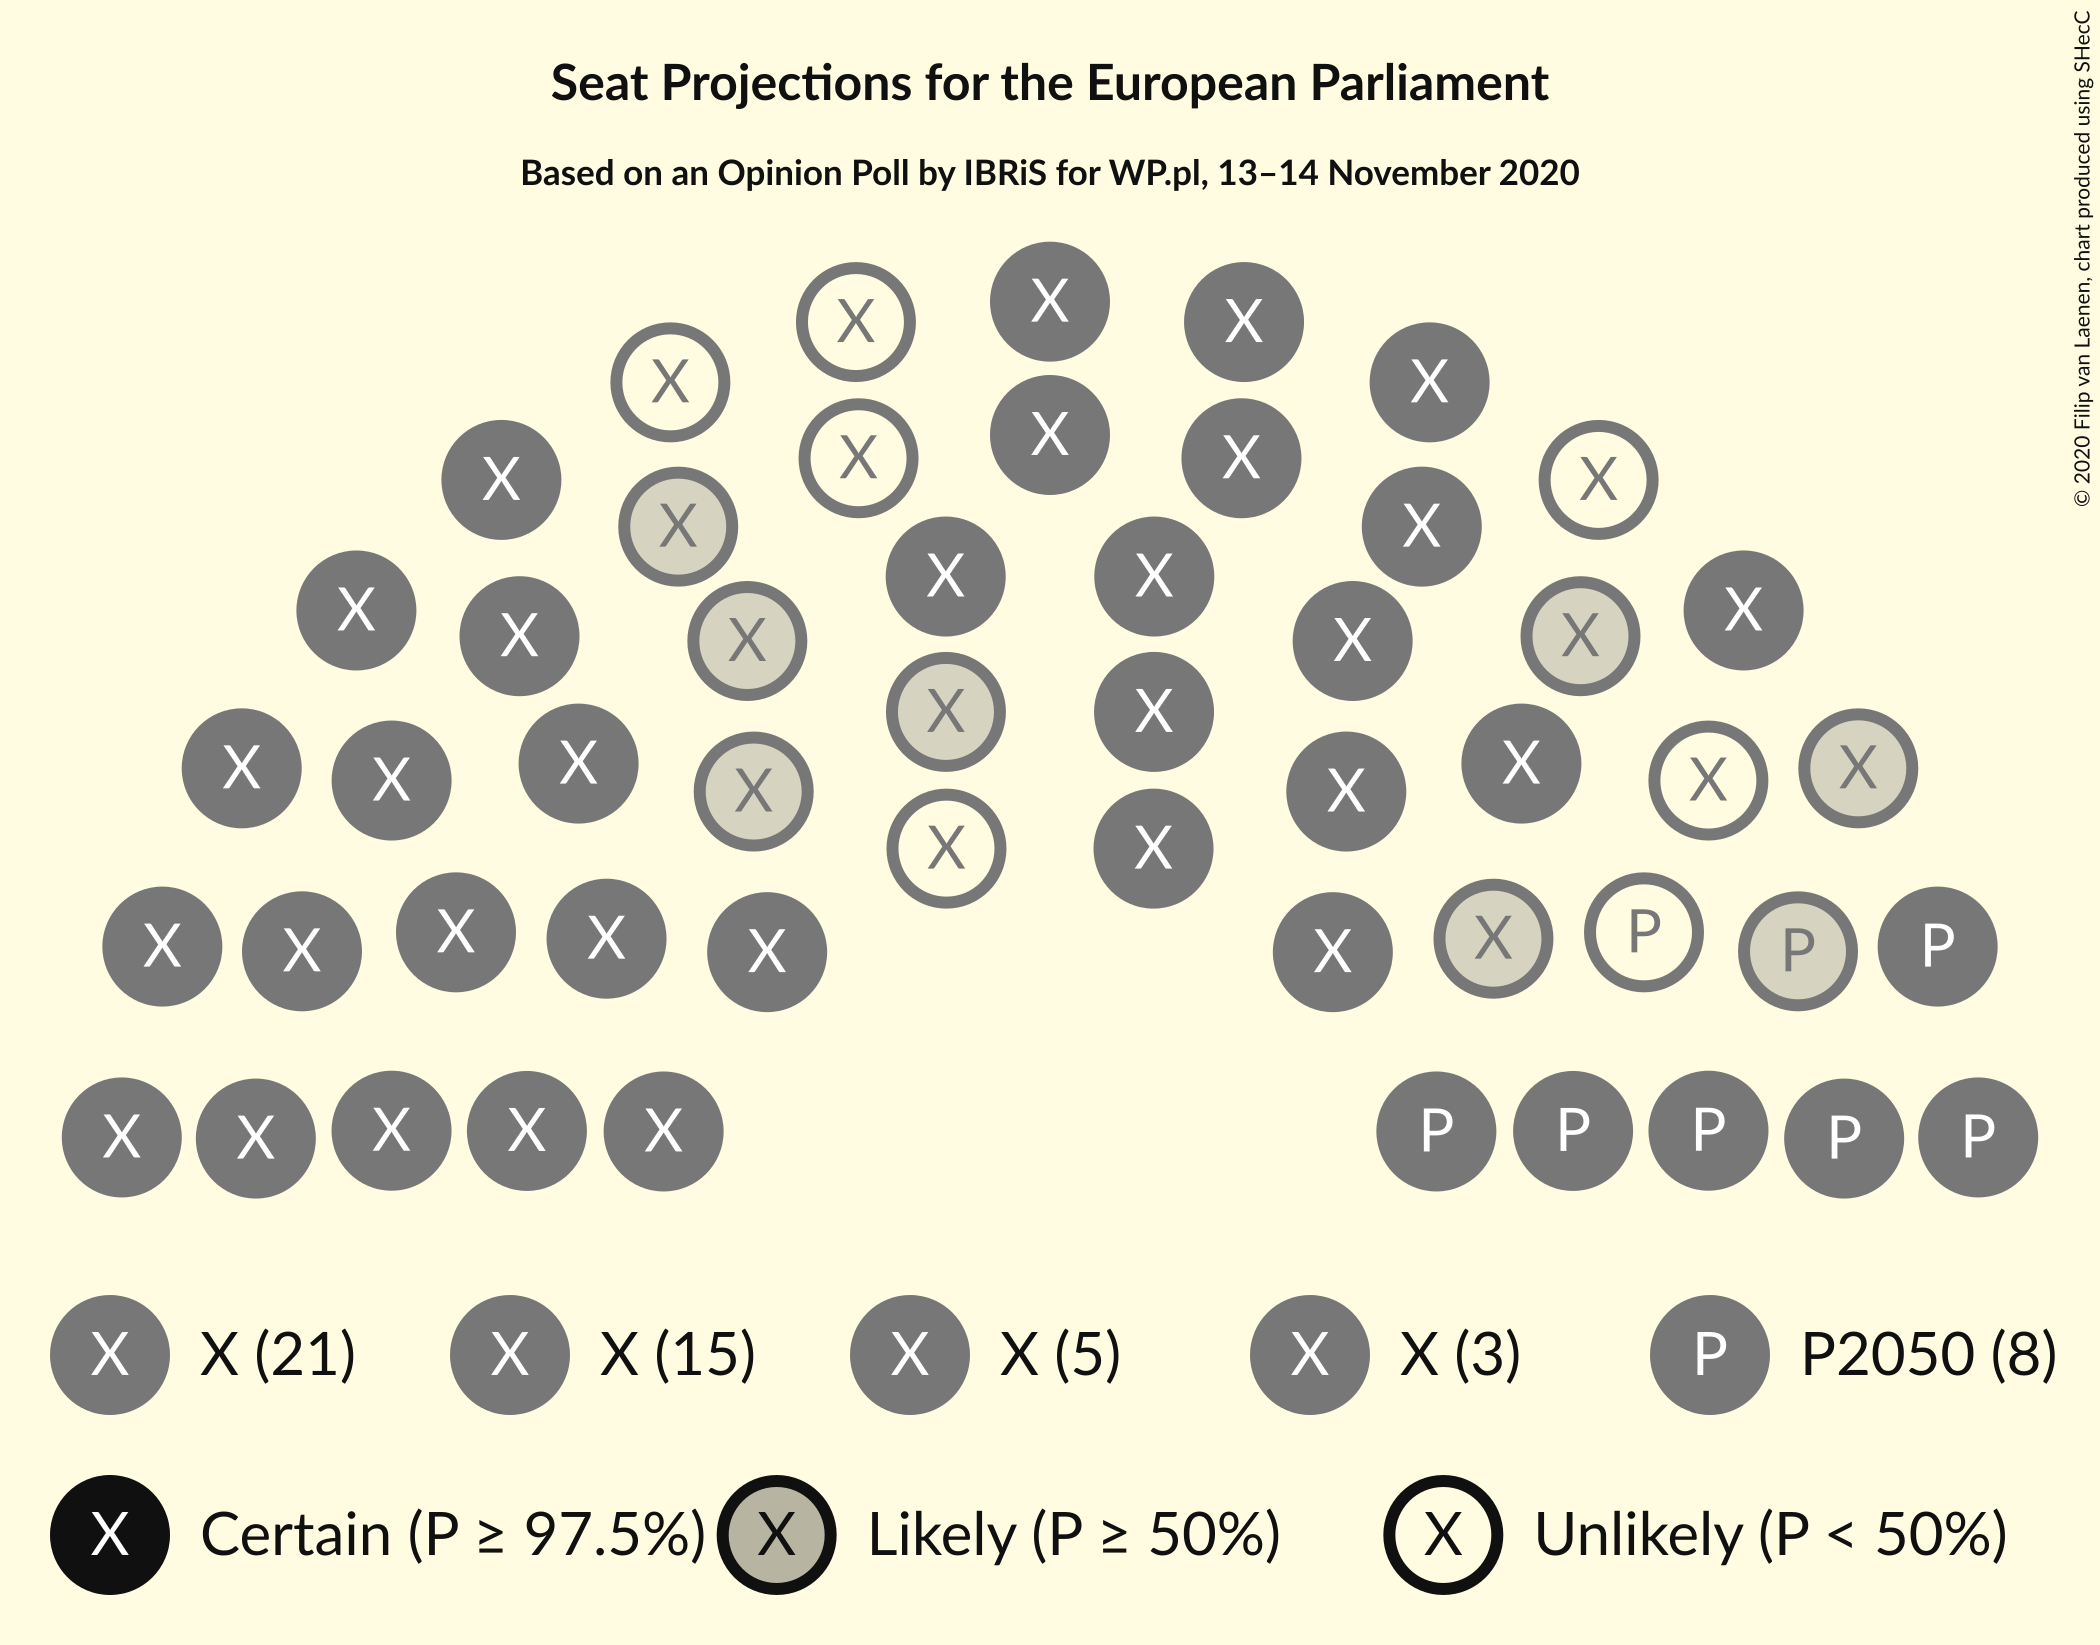 Seat Projections for the European Parliament
Based on an Opinion Poll by IBRiS for WP.pl, 13–14 November 2020
© 2020 Filip van Laenen, chart produced using SHecC
X X X
X X
X X X
X X
X X X
X X X X
X X
X X X X
X X X
X X X X
X X X X
X X
X X X X X X X P P P
X X X X X P P P P P
X X (21) X X (15) X X (5) X X (3) P P2050 (8)
X Certain (P ≥ 97.5%) X Likely (P ≥ 50%) X Unlikely (P < 50%)